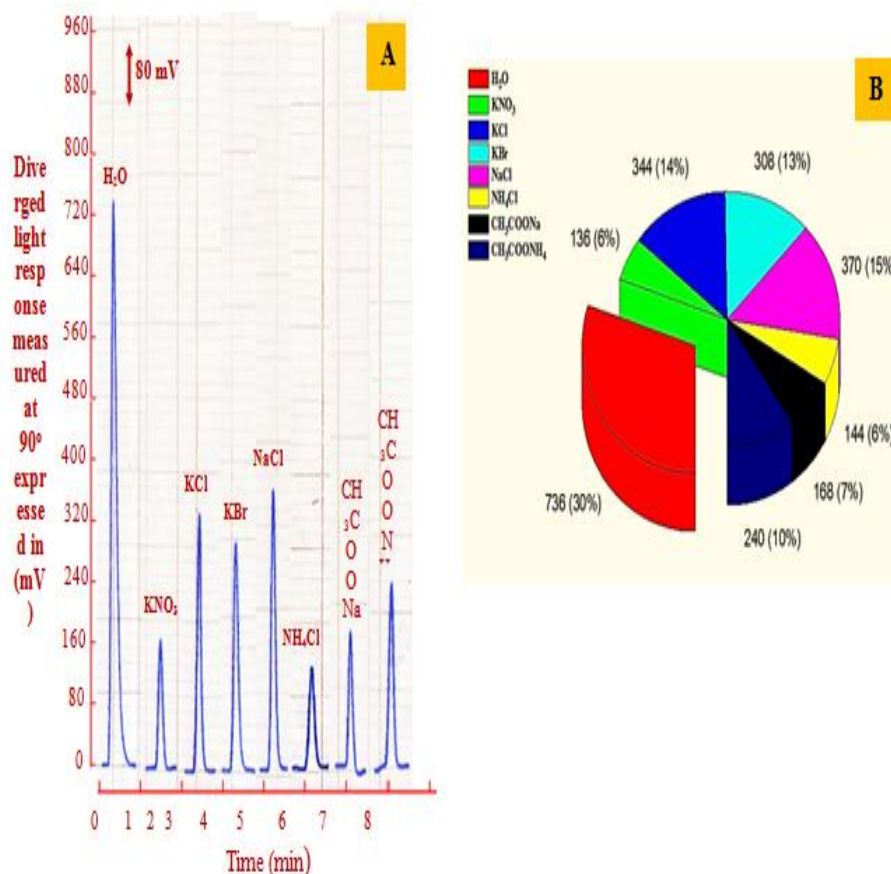 A
960
880
800
720
640
560
480
400
320
240
160
80
0
80 mV
Dive
rged
light
resp
onse
meas
ured
at
90°
expr
esse
d in
(mV
)
H₂O
KNO₃
KCl
KBr
NaCl
NH₄Cl
CH
₃C
O
O
Na
CH
₃C
O
O
N
0 1 2 3 4 5 6 7 8
Time (min)
B
H₂O
KNO₃
KCl
KBr
NaCl
NH₄Cl
CH₃COONa
CH₃COONH₄
344 (14%)
308 (13%)
136 (6%)
370 (15%
144 (6%)
168 (7%)
240 (10%)
736 (30%)